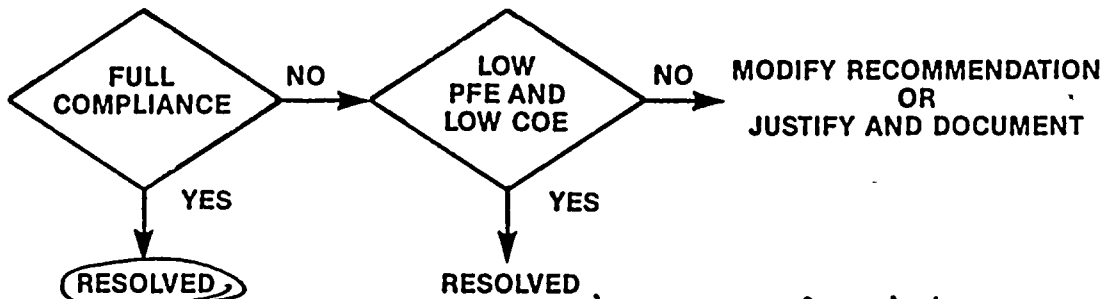 FULL
COMPLIANCE
NO
LOW
PFE AND
LOW COE
NO
MODIFY RECOMMENDATION
OR
JUSTIFY AND DOCUMENT
YES
YES
RESOLVED
RESOLVED